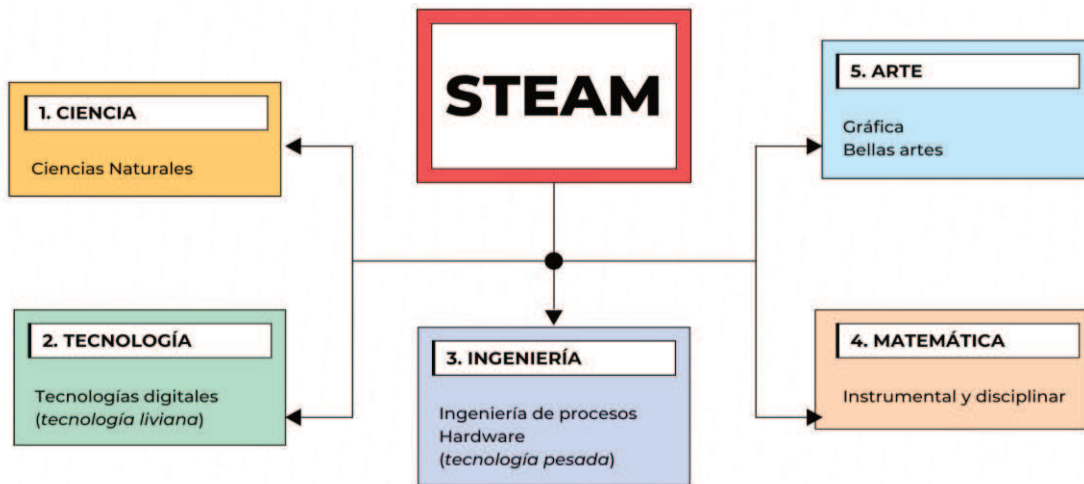 STEAM
1. CIENCIA
Ciencias Naturales
2. TECNOLOGÍA
Tecnologías digitales
(tecnología liviana)
3. INGENIERÍA
Ingeniería de procesos
Hardware
(tecnología pesada)
4. MATEMÁTICA
Instrumental y disciplinar
5. ARTE
Gráfica
Bellas artes